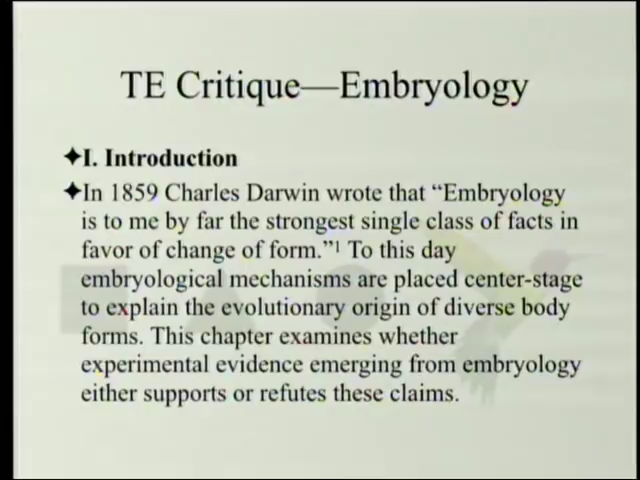 TE Critique—Embryology
✦I. Introduction
✦In 1859 Charles Darwin wrote that “Embryology
is to me by far the strongest single class of facts in
favor of change of form.”¹ To this day
embryological mechanisms are placed center-stage
to explain the evolutionary origin of diverse body
forms. This chapter examines whether
experimental evidence emerging from embryology
either supports or refutes these claims.